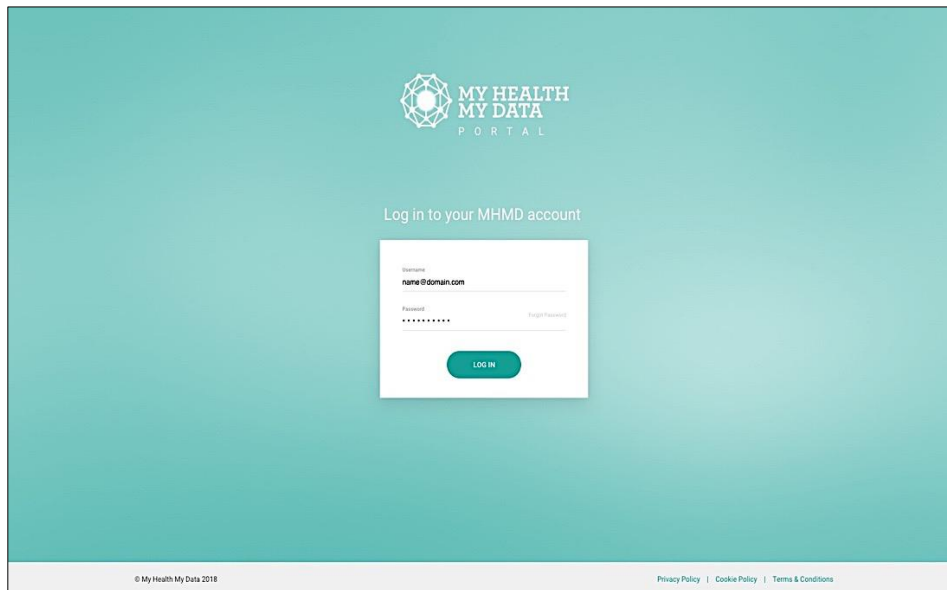 MY HEALTH
MY DATA
PORTAL
Log in to your MHMD account
Username
name@domain.com
Password
Forgot Password
LOG IN
© My Health My Data 2018
Privacy Policy | Cookie Policy | Terms & Conditions